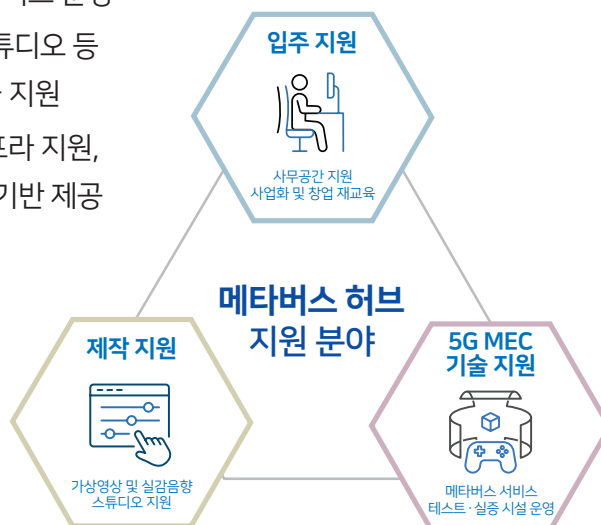 튜디오 등
지원
프라 지원,
기반 제공
입주 지원
사무공간 지원
사업화 및 창업 재교육
메타버스 허브
지원 분야
제작 지원
가상영상 및 실감음향
스튜디오 지원
5G MEC
기술 지원
메타버스 서비스
테스트·실증 시설 운영